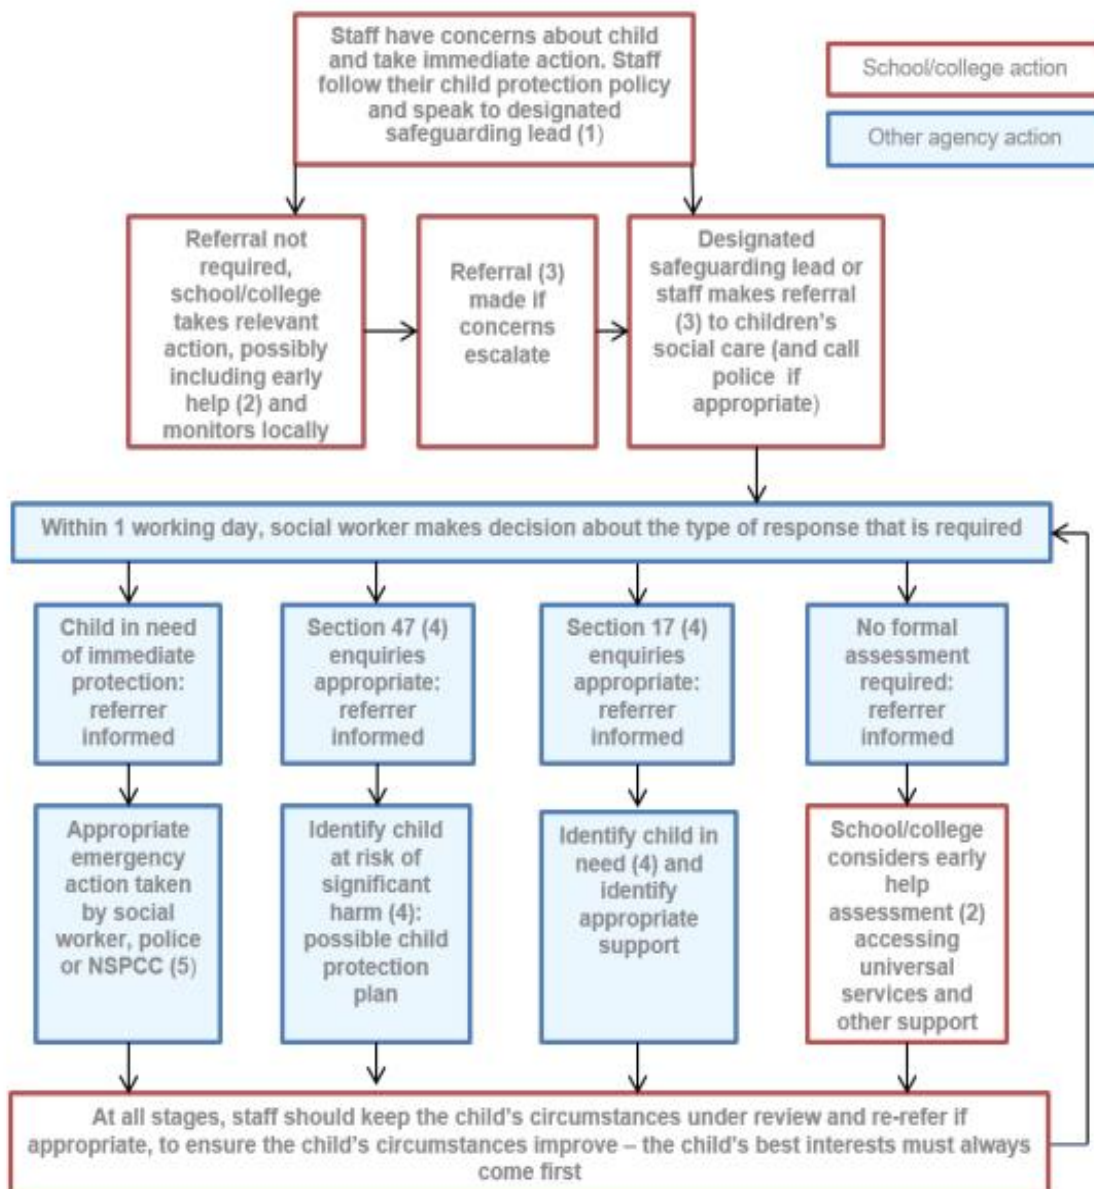 Staff have concerns about child
and take immediate action. Staff
follow their child protection policy
and speak to designated
safeguarding lead (1)
School/college action
Other agency action
Referral not
required,
school/college
takes relevant
action, possibly
including early
help (2) and
monitors locally
Referral (3)
made if
concerns
escalate
Designated
safeguarding lead or
staff makes referral
(3) to children's
social care (and call
police if
appropriate)
Within 1 working day, social worker makes decision about the type of response that is required
Child in need
of immediate
protection:
referrer
informed
Section 47 (4)
enquiries
appropriate:
referrer
informed
Section 17 (4)
enquiries
appropriate:
referrer
informed
No formal
assessment
required:
referrer
informed
Appropriate
emergency
action taken
by social
worker, police
or NSPCC (5)
Identify child
at risk of
significant
harm (4):
possible child
protection
plan
Identify child in
need (4) and
identify
appropriate
support
School/college
considers early
help
assessment (2)
accessing
universal
services and
other support
At all stages, staff should keep the child's circumstances under review and re-refer if
appropriate, to ensure the child's circumstances improve – the child's best interests must always
come first